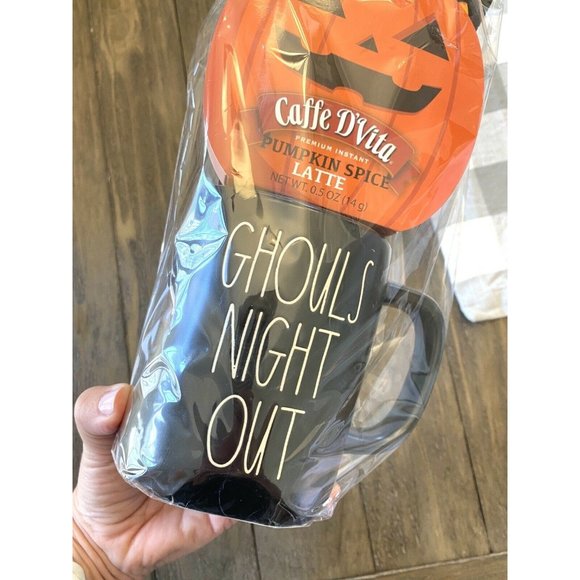 Caffe D'Vita
PREMIUM INSTANT
PUMPKIN SPICE
LATTE
NET WT. 0.5 OZ (14g)
GHOULS
NIGHT
OUT